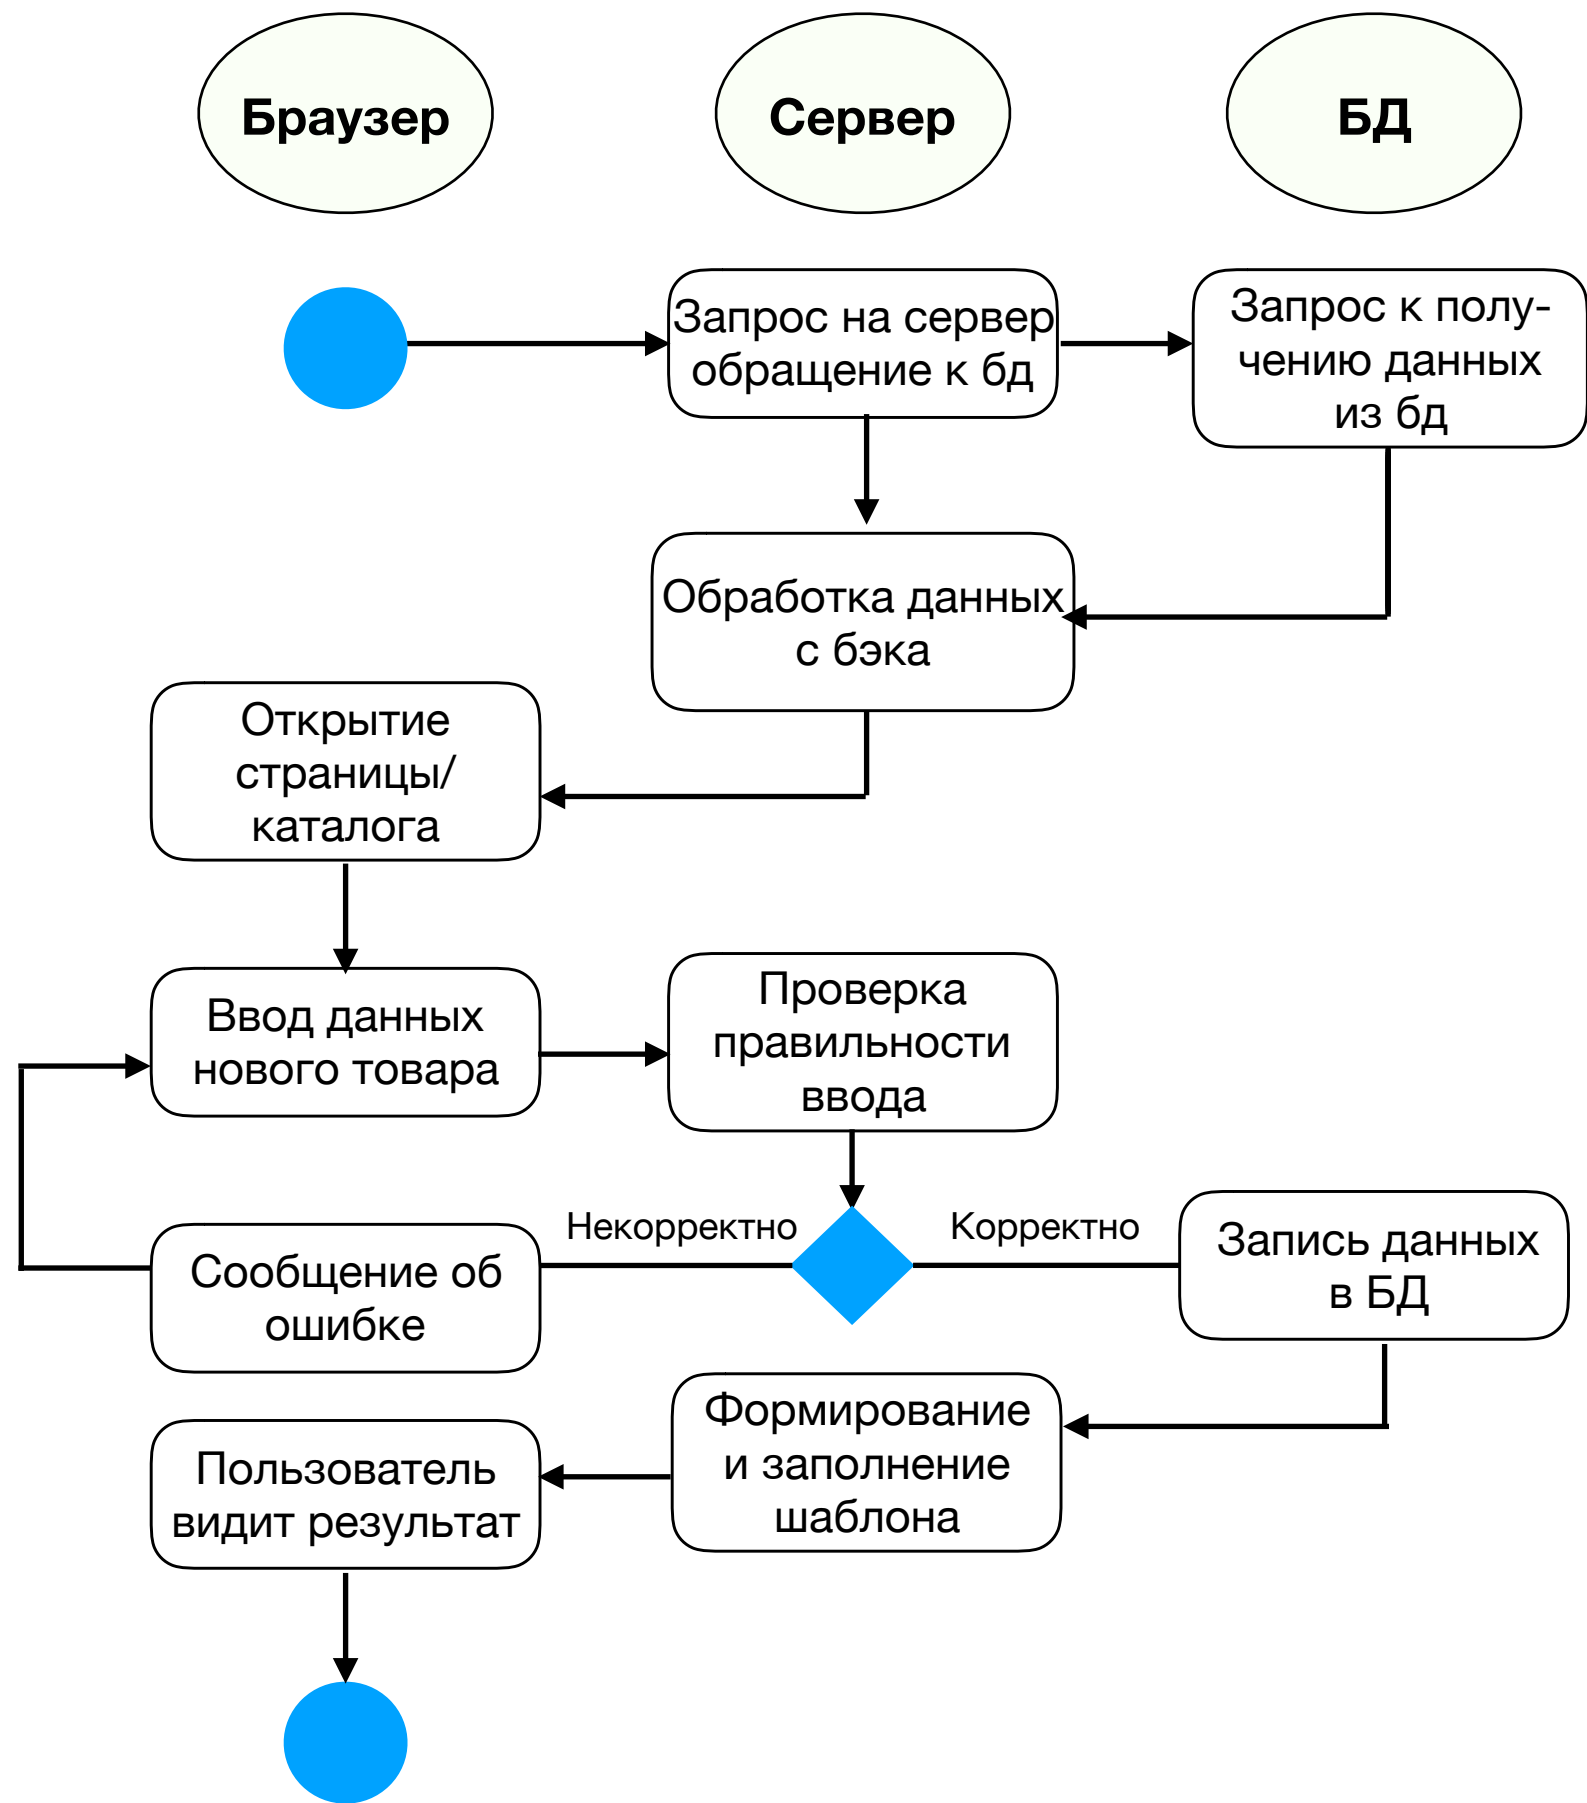 Браузер
Сервер
БД
Запрос на сервер
обращение к бд
Запрос к полу-
чению данных
из бд
Обработка данных
с бэка
Открытие
страницы/
каталога
Ввод данных
нового товара
Проверка
правильности
ввода
Некорректно
Корректно
Сообщение об
ошибке
Запись данных
в БД
Формирование
и заполнение
шаблона
Пользователь
видит результат